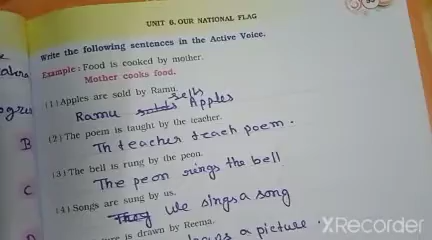 UNIT 6. OUR NATIONAL FLAG
Write the following sentences in the Active Voice.
Example : Food is cooked by mother.
Mother cooks food.
(1) Apples are sold by Ramu.
Ramu sells Apples
(2) The poem is taught by the teacher.
Th teacher teach poem.
B
(3) The bell is rung by the peon.
The peon rings the bell
C
(4) Songs are sung by us.
They We sings a song
is drawn by Reema.
a picture.
XRecorder